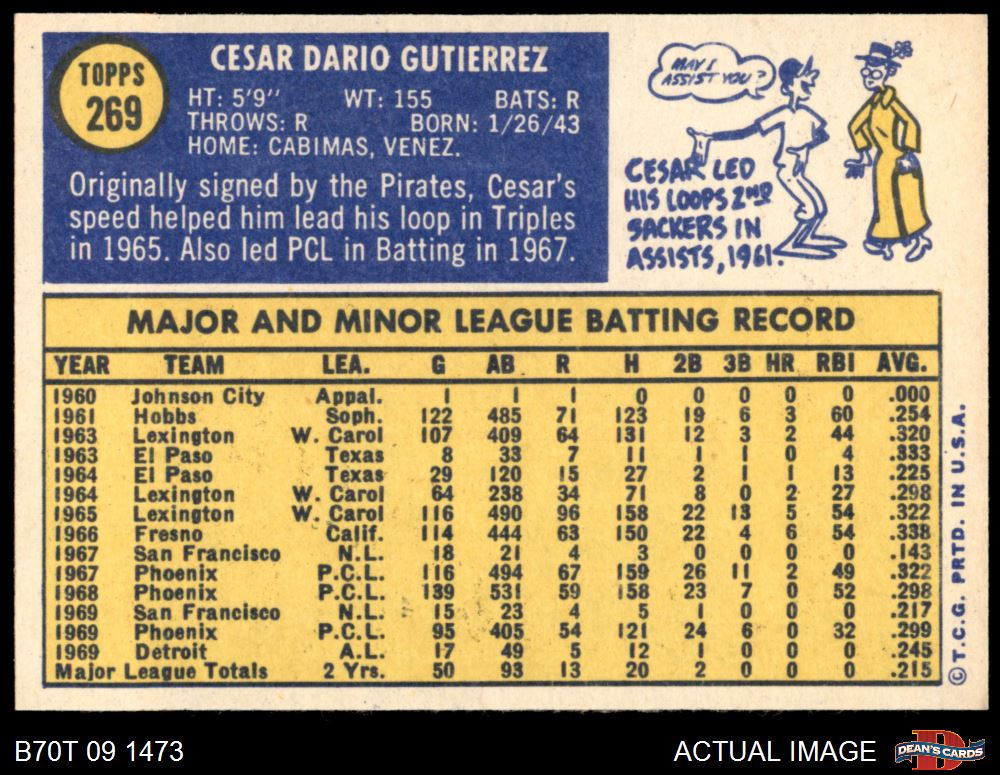 TOPPS
269
CESAR DARIO GUTIERREZ
HT: 5'9" WT: 155 BATS: R
THROWS: R BORN: 1/26/43
HOME: CABIMAS, VENEZ.
Originally signed by the Pirates, Cesar's
speed helped him lead his loop in Triples
in 1965. Also led PCL in Batting in 1967.
MAY I
ASSIST YOU?
CESAR LED
HIS LOOPS 2ND
SACKERS IN
ASSISTS, 1961.
MAJOR AND MINOR LEAGUE BATTING RECORD
YEAR TEAM LEA. G AB R H 2B 3B HR RBI AVG.
1960 Johnson City Appal. 1 1 1 0 0 0 0 0 .000
1961 Hobbs Soph. 122 485 71 123 19 6 3 60 .254
1963 Lexington W. Carol 107 409 64 131 12 3 2 44 .320
1963 El Paso Texas 8 33 7 11 1 1 0 4 .333
1964 El Paso Texas 29 120 15 27 2 1 1 13 .225
1964 Lexington W. Carol 64 238 34 71 8 0 2 27 .298
1965 Lexington W. Carol 116 490 96 158 22 13 5 54 .322
1966 Fresno Calif. 114 444 63 150 22 4 6 54 .338
1967 San Francisco N.L. 18 21 4 3 0 0 0 0 .143
1967 Phoenix P.C.L. 116 494 67 159 26 11 2 49 .322
1968 Phoenix P.C.L. 139 531 59 158 23 7 0 52 .298
1969 San Francisco N.L. 15 23 4 5 1 0 0 0 .217
1969 Phoenix P.C.L. 95 405 54 121 24 6 0 32 .299
1969 Detroit A.L. 17 49 5 12 1 0 0 0 .245
Major League Totals 2 Yrs. 50 93 13 20 2 0 0 0 .215
© T.C.G. PRTD. IN U.S.A.
B70T 09 1473
ACTUAL IMAGE
D
DEAN'S CARDS